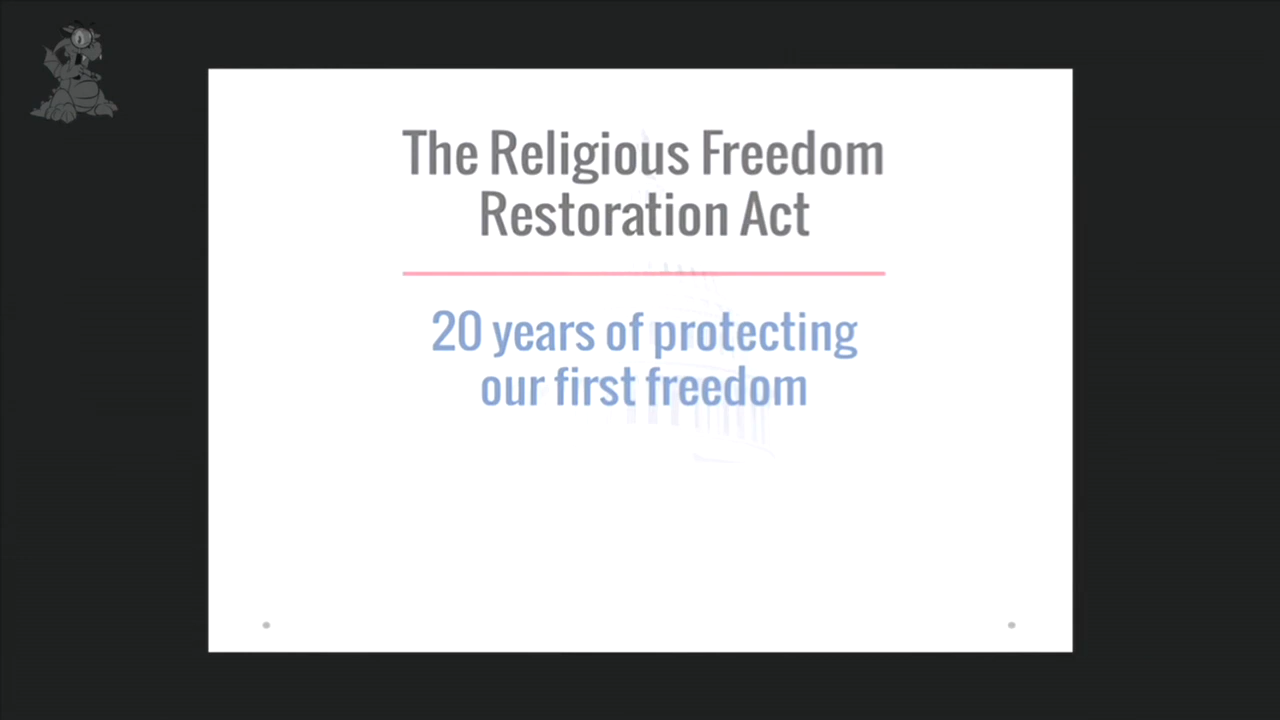 The Religious Freedom
Restoration Act
20 years of protecting
our first freedom